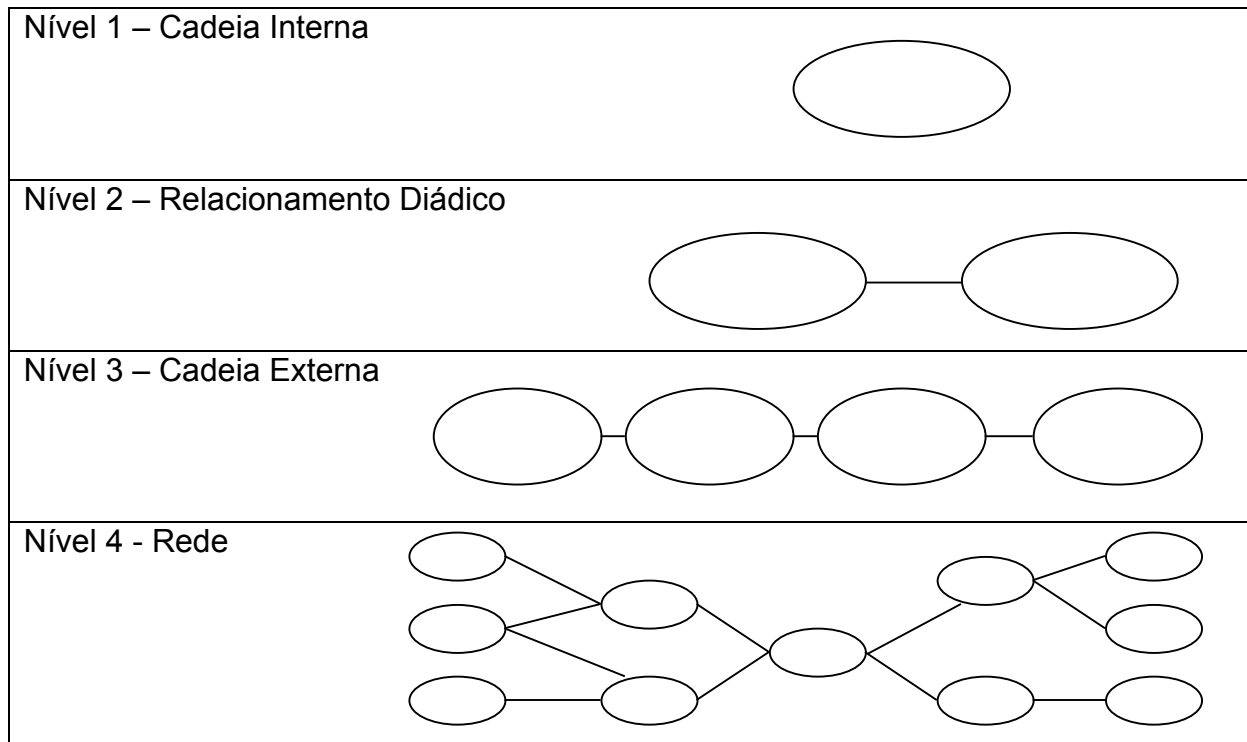 Nível 1 – Cadeia Interna
Nível 2 – Relacionamento Diádico
Nível 3 – Cadeia Externa
Nível 4 - Rede